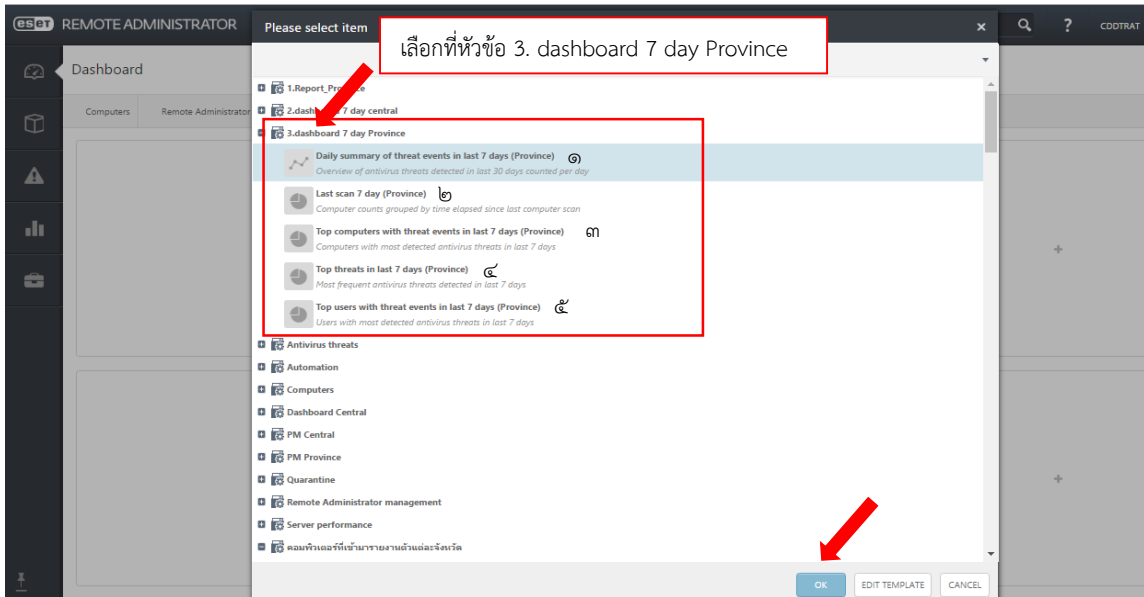 eset REMOTE ADMINISTRATOR
Please select item
CDDTRAT
เลือกที่หัวข้อ 3. dashboard 7 day Province
Dashboard
Computers Remote Administrator
1.Report_Pro
2.dash 7 day central
3.dashboard 7 day Province
Daily summary of threat events in last 7 days (Province) ๑
Overview of antivirus threats detected in last 30 days counted per day
Last scan 7 day (Province) ๒
Computer counts grouped by time elapsed since last computer scan
Top computers with threat events in last 7 days (Province) ๓
Computers with most detected antivirus threats in last 7 days
Top threats in last 7 days (Province) ๔
Most frequent antivirus threats detected in last 7 days
Top users with threat events in last 7 days (Province) ๕
Users with most detected antivirus threats in last 7 days
Antivirus threats
Automation
Computers
Dashboard Central
PM Central
PM Province
Quarantine
Remote Administrator management
Server performance
คอมพิวเตอร์ที่เข้ามารายงานตัวแต่ละจังหวัด
OK EDIT TEMPLATE CANCEL